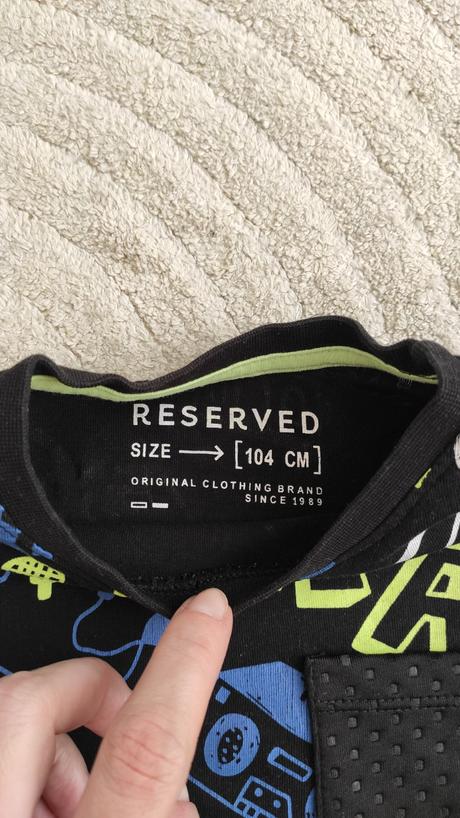 RESERVED
SIZE → [104 CM]
ORIGINAL CLOTHING BRAND
SINCE 1989